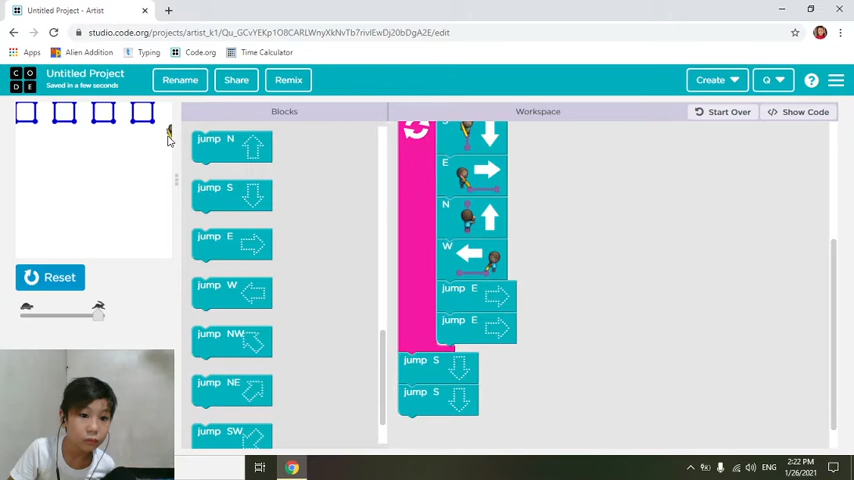 Untitled Project - Artist
studio.code.org/projects/artist_k1/Qu_GCvYEKp1O8CARLWnyXkNvTb7rivlEwDj2bADgA2E/edit
Apps
Alien Addition
Typing
Code.org
Time Calculator
C O
D E
Untitled Project
Saved in a few seconds
Rename
Share
Remix
Create
Q
?
Blocks
Workspace
Start Over
Show Code
jump N
jump S
jump E
jump W
jump NW
jump NE
jump SW
E
N
W
jump E
jump E
jump S
jump S
Reset
ENG
2:22 PM
1/26/2021